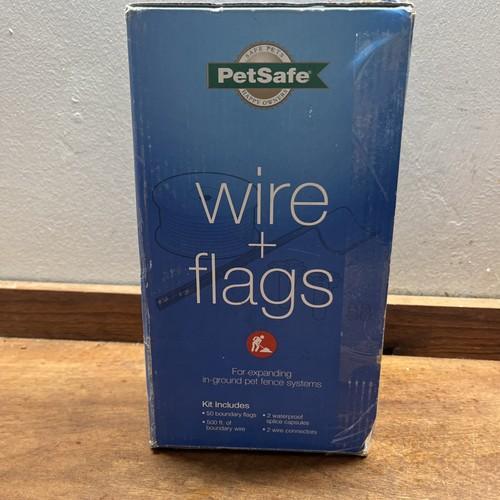 SAFE PETS
PetSafe®
HAPPY OWNERS
wire
+
flags
For expanding
in-ground pet fence systems
Kit Includes
• 50 boundary flags
• 500 ft. of
boundary wire
• 2 waterproof
splice capsules
• 2 wire connectors